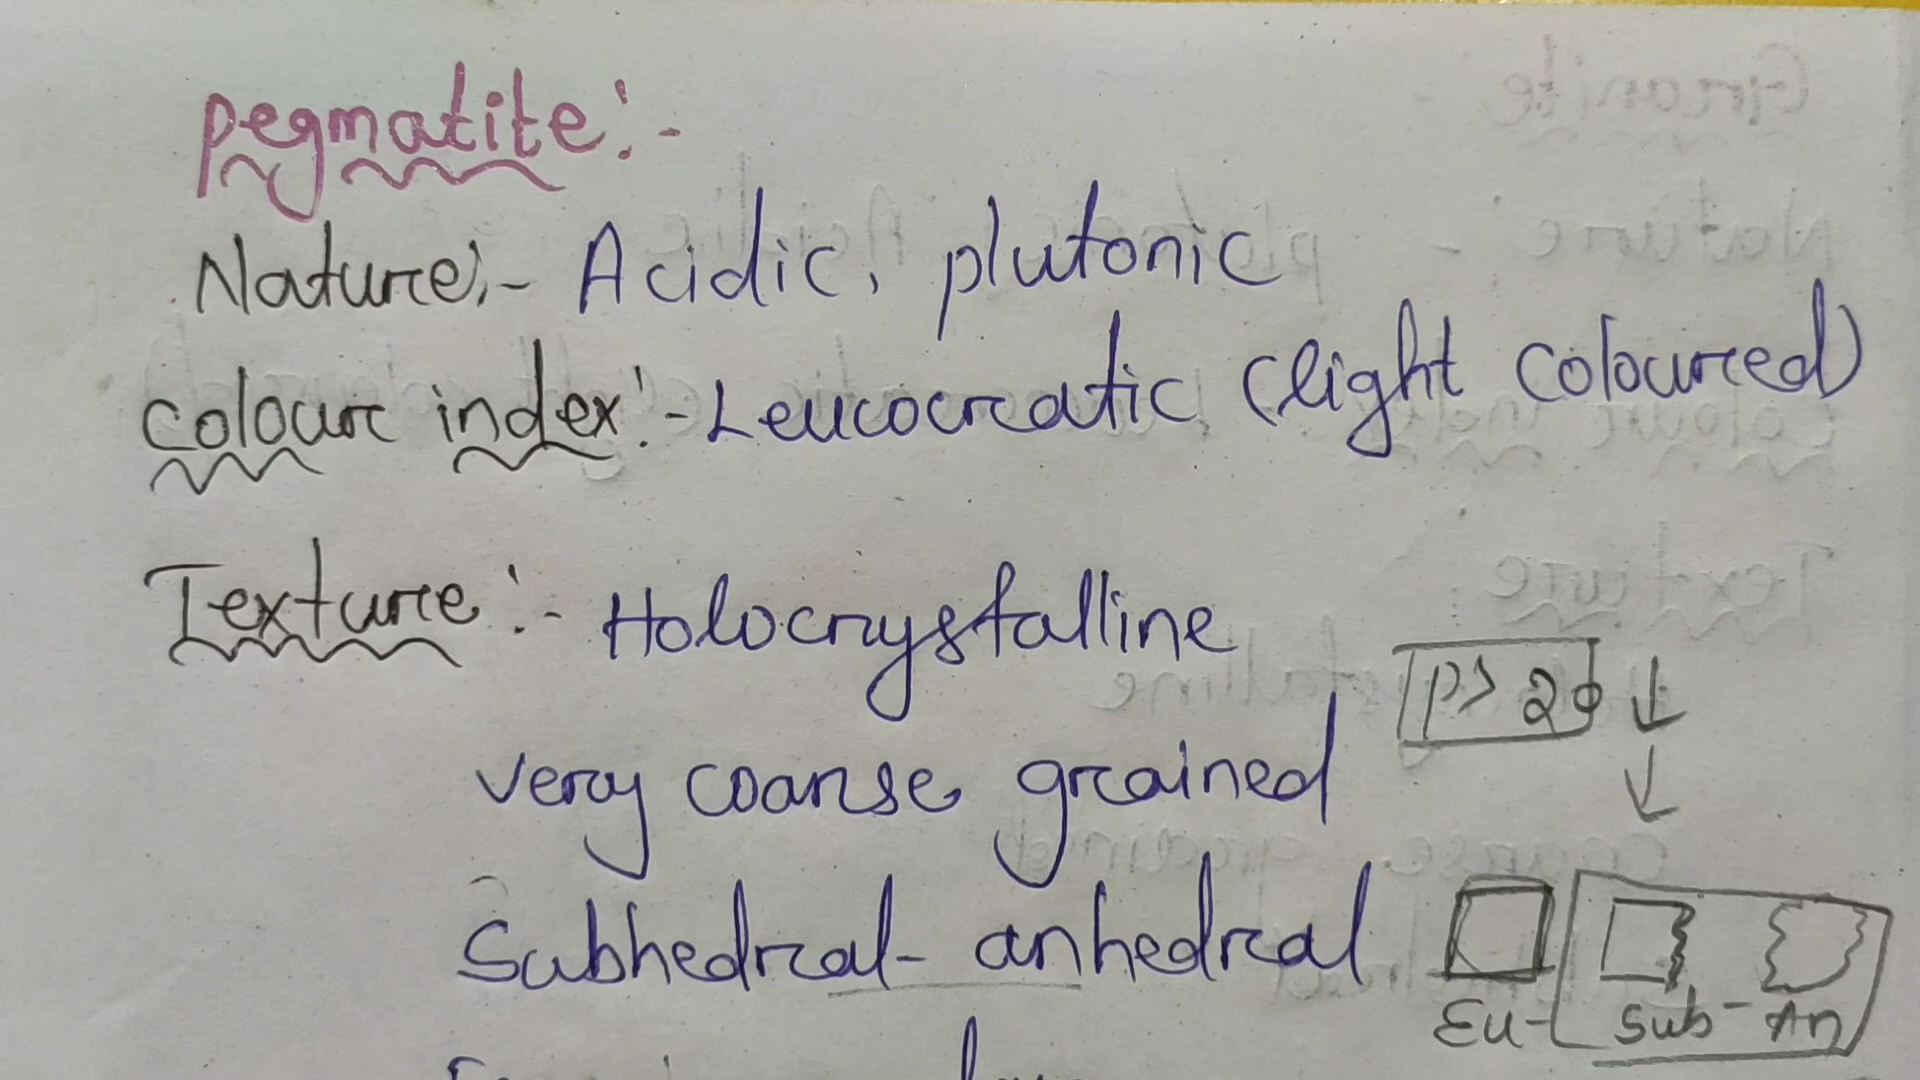 Pegmatite:-
Nature:- Acidic, plutonic
Colour index:- Leucocratic (light coloured)
Texture:- Holocrystalline
P>
very coarse grained
Subhedral - anhedral
Eu- Sub- An